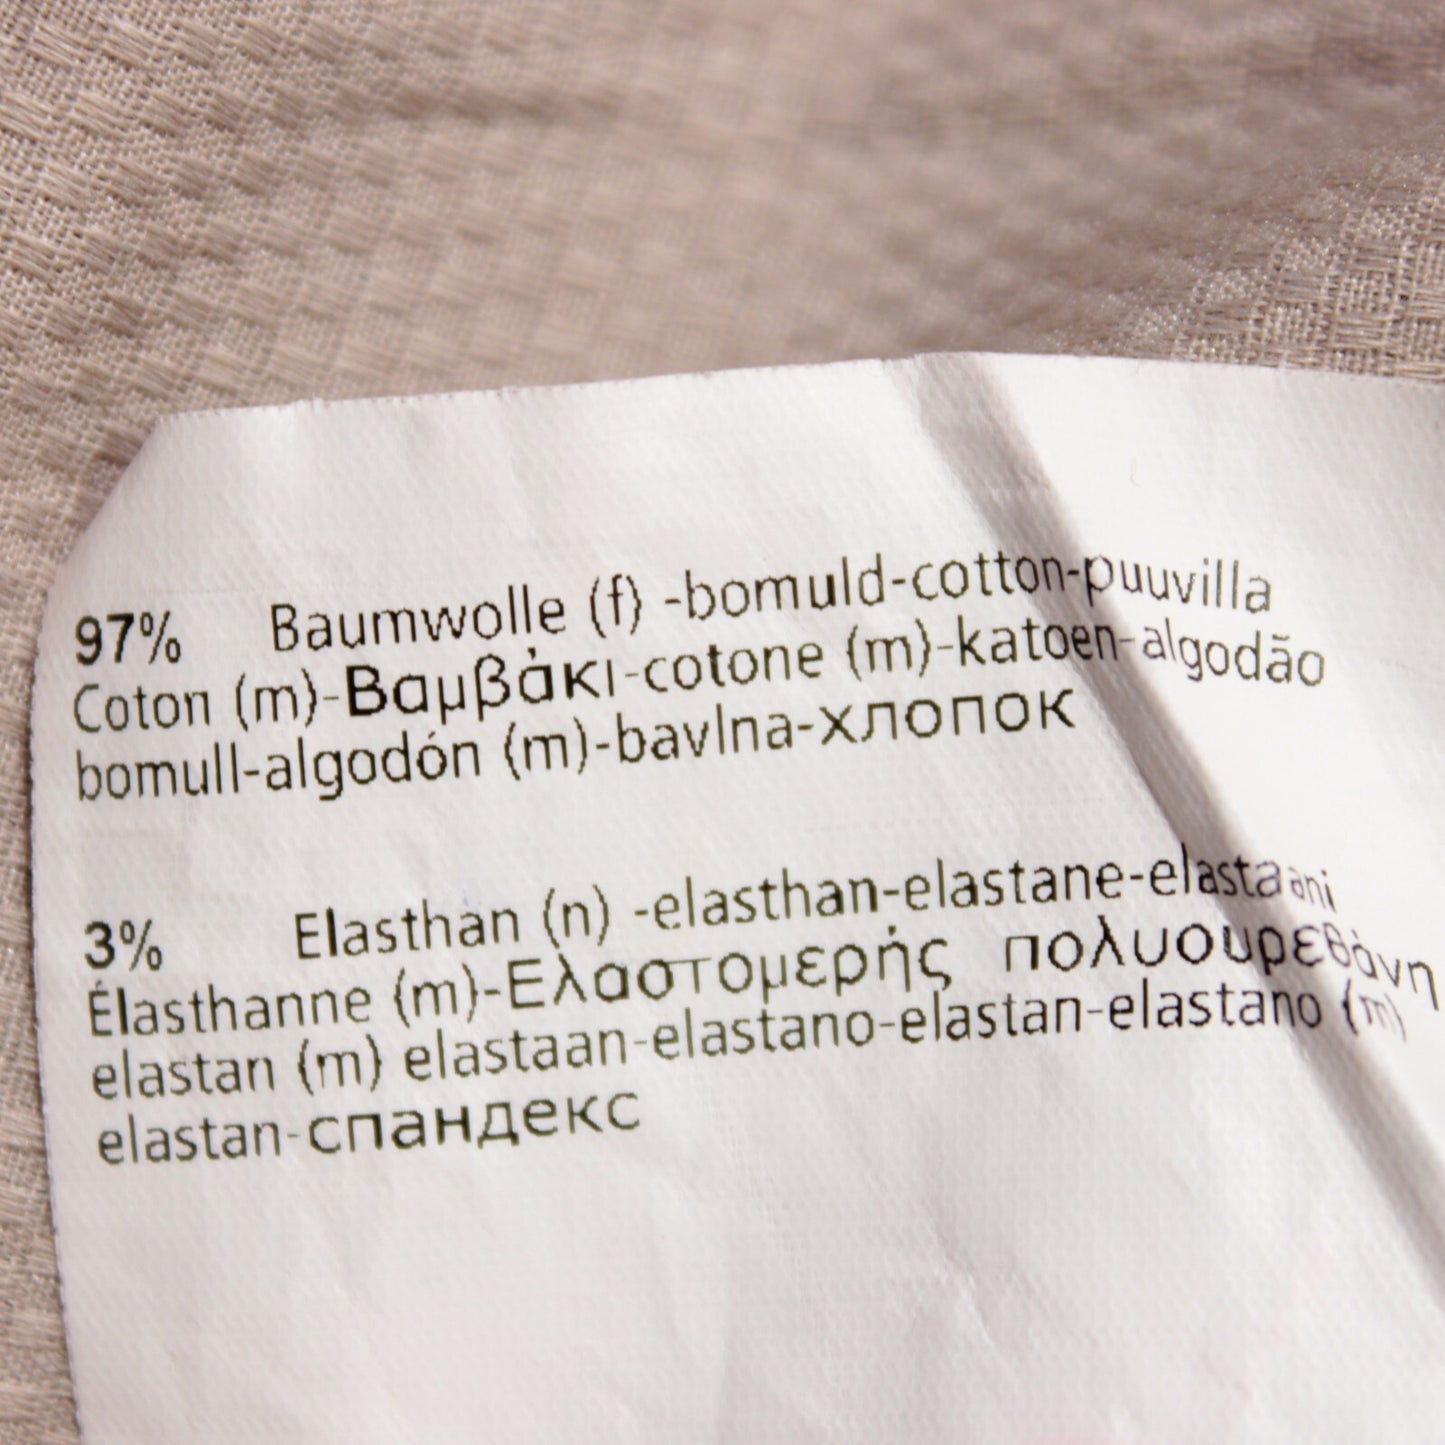 97% Baumwolle (f) -bomuld-cotton-puuvilla
Coton (m)-Βαμβάκι-cotone (m)-katoen-algodão
bomull-algodón (m)-bavlna-хлопок
3% Elasthan (n) -elasthan-elastane-elastaani
Élasthanne (m)-Ελαστομερής πολυουρεθάνη
elastan (m) elastaan-elastano-elastan-elastano (m)
elastan-спандекс